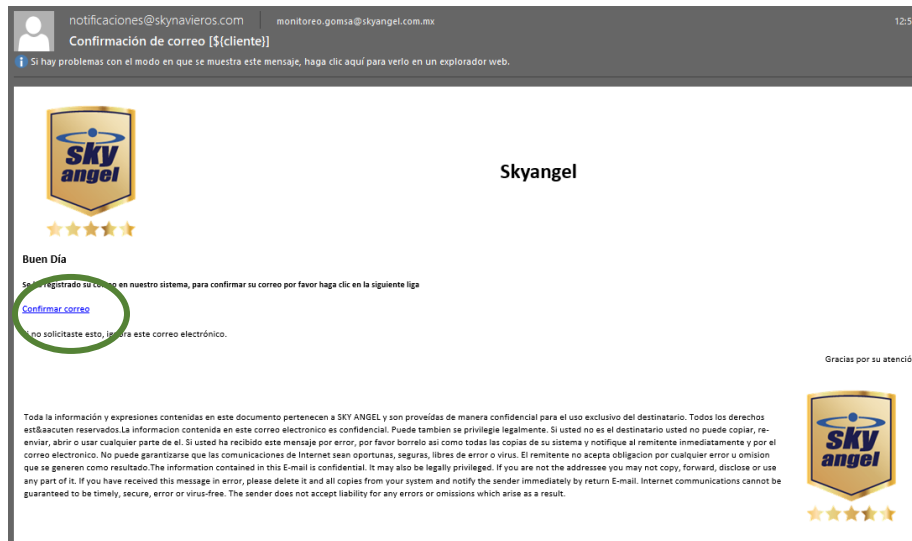 notificaciones@skynavieros.com monitoreo.gomsa@skyangel.com.mx 12:5
Confirmación de correo [${cliente}]
Si hay problemas con el modo en que se muestra este mensaje, haga clic aquí para verlo en un explorador web.
sky
angel
Skyangel
Buen Día
registrado su en nuestro sistema, para confirmar su correo por favor haga clic en la siguiente liga
Confirmar correo
no solicitaste esto, ignora este correo electrónico.
Gracias por su atenció
Toda la información y expresiones contenidas en este documento pertenecen a SKY ANGEL y son proveídas de manera confidencial para el uso exclusivo del destinatario. Todos los derechos
est&aacuten reservados.La informacion contenida en este correo electronico es confidencial. Puede tambien se privilegie legalmente. Si usted no es el destinatario usted no puede copiar, re-
enviar, abrir o usar cualquier parte de el. Si usted ha recibido este mensaje por error, por favor borrelo asi como todas las copias de su sistema y notifique al remitente inmediatamente y por el
correo electronico. No puede garantizarse que las comunicaciones de Internet sean oportunas, seguras, libres de error o virus. El remitente no acepta obligacion por cualquier error u omision
que se generen como resultado.The information contained in this E-mail is confidential. It may also be legally privileged. If you are not the addressee you may not copy, forward, disclose or use
any part of it. If you have received this message in error, please delete it and all copies from your system and notify the sender immediately by return E-mail. Internet communications cannot be
guaranteed to be timely, secure, error or virus-free. The sender does not accept liability for any errors or omissions which arise as a result.
sky
angel